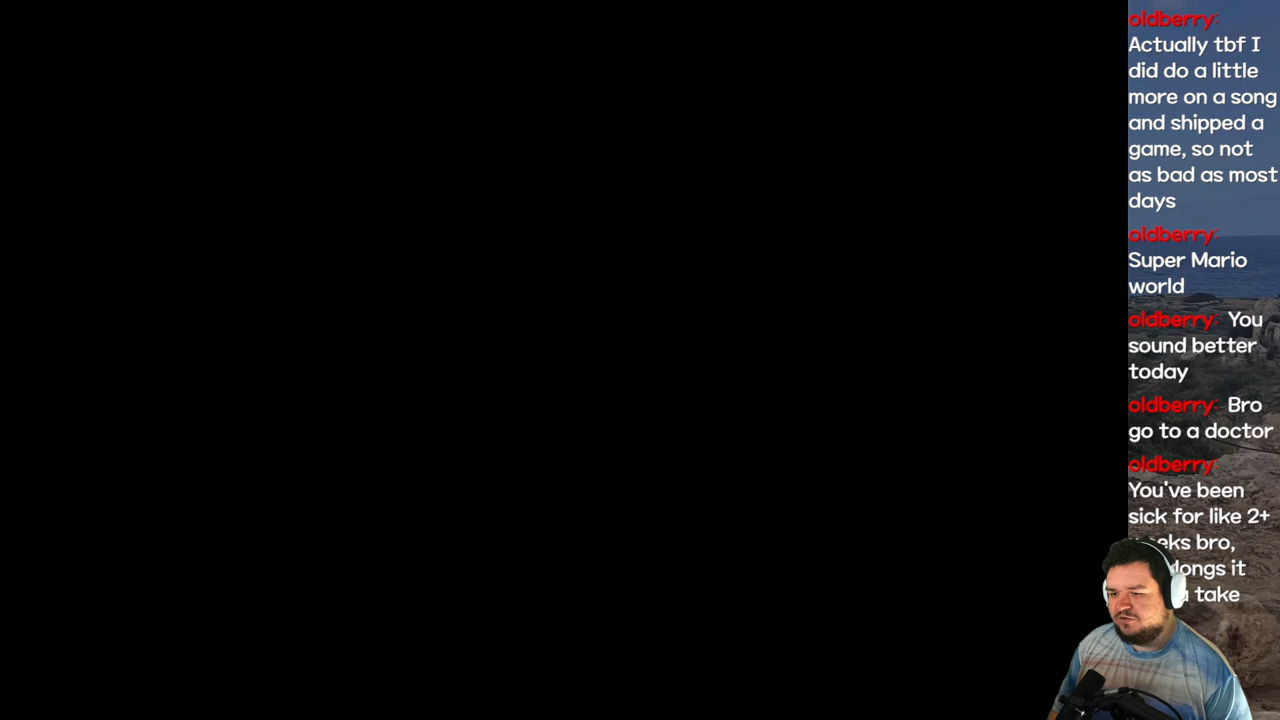 oldberry:
Actually tbf I
did do a little
more on a song
and shipped a
game, so not
as bad as most
days
oldberry:
Super Mario
world
oldberry: You
sound better
today
oldberry: Bro
go to a doctor
oldberry:
You've been
sick for like 2+
bro,
it
take